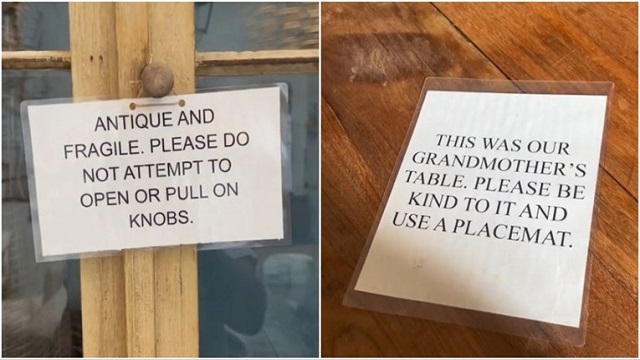 ANTIQUE AND
FRAGILE. PLEASE DO
NOT ATTEMPT TO
OPEN OR PULL ON
KNOBS.
THIS WAS OUR
GRANDMOTHER'S
TABLE. PLEASE BE
KIND TO IT AND
USE A PLACEMAT.